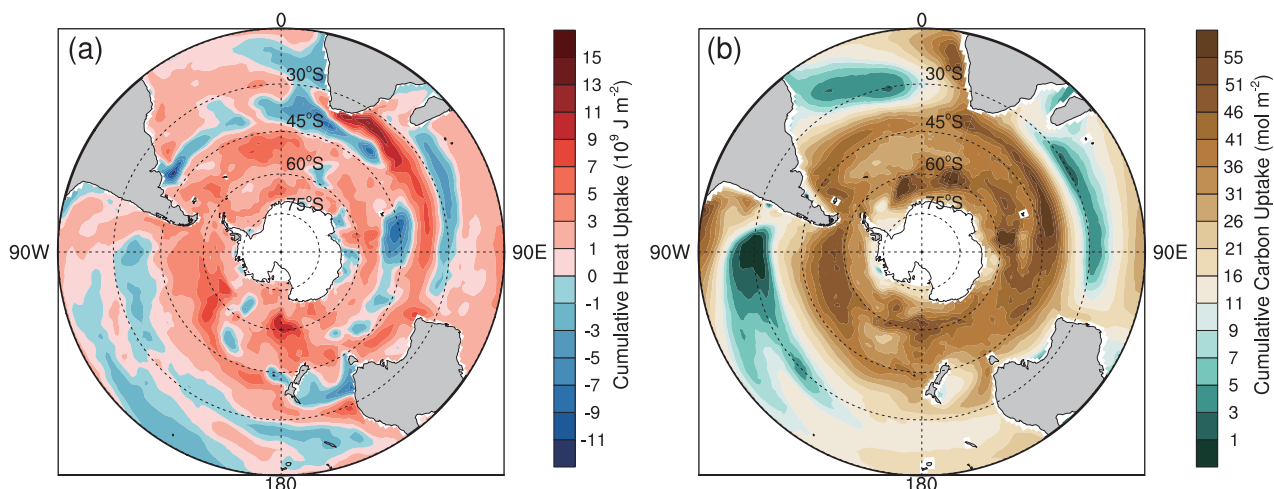 (a)
0
30°S
45°S
60°S
75°S
90W
90E
180
15
13
11
9
7
5
3
1
0
-1
-3
-5
-7
-9
-11
Cumulative Heat Uptake (10⁹ J m⁻²)
(b)
0
30°S
45°S
60°S
75°S
90W
90E
180
55
51
46
41
36
31
26
21
16
11
9
7
5
3
1
Cumulative Carbon Uptake (mol m⁻²)